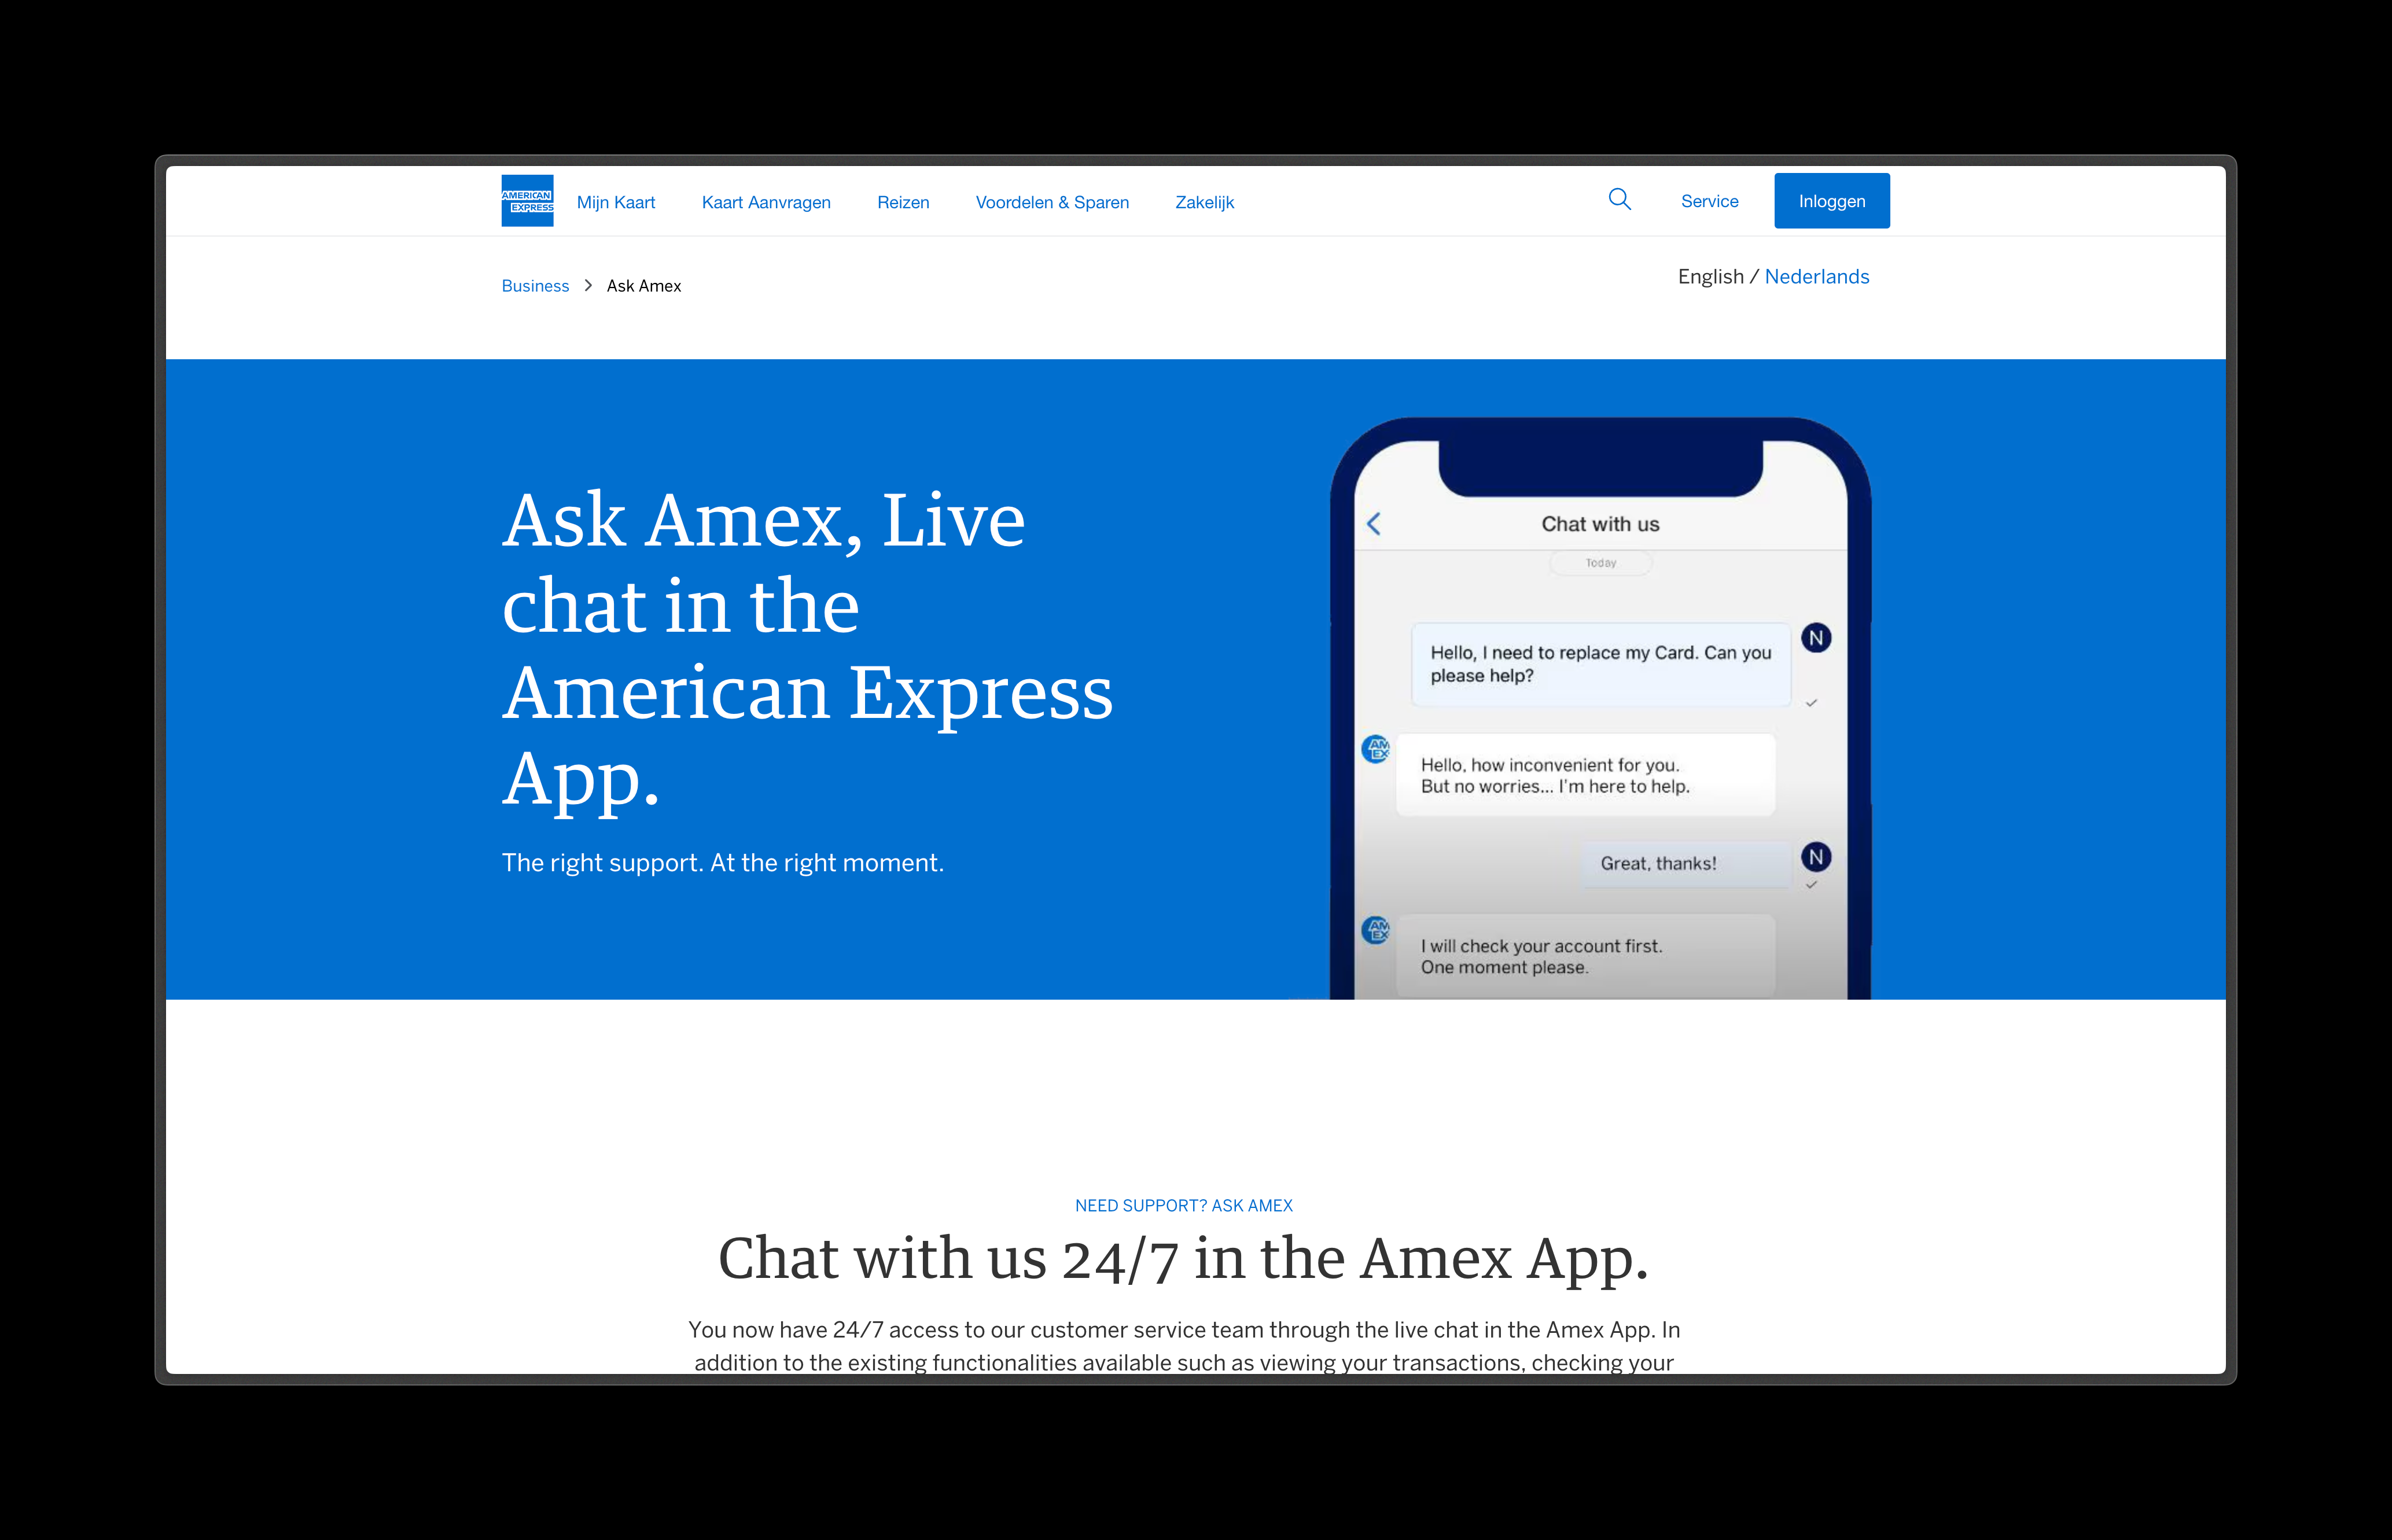 AMERICAN
EXPRESS
Mijn Kaart
Kaart Aanvragen
Reizen
Voordelen & Sparen
Zakelijk
Service
Inloggen
Business > Ask Amex
English / Nederlands
Ask Amex, Live
chat in the
American Express
App.
The right support. At the right moment.
Chat with us
Today
Hello, I need to replace my Card. Can you
please help?
N
AM
EX
Hello, how inconvenient for you.
But no worries... I'm here to help.
Great, thanks!
N
AM
EX
I will check your account first.
One moment please.
NEED SUPPORT? ASK AMEX
Chat with us 24/7 in the Amex App.
You now have 24/7 access to our customer service team through the live chat in the Amex App. In
addition to the existing functionalities available such as viewing your transactions, checking your